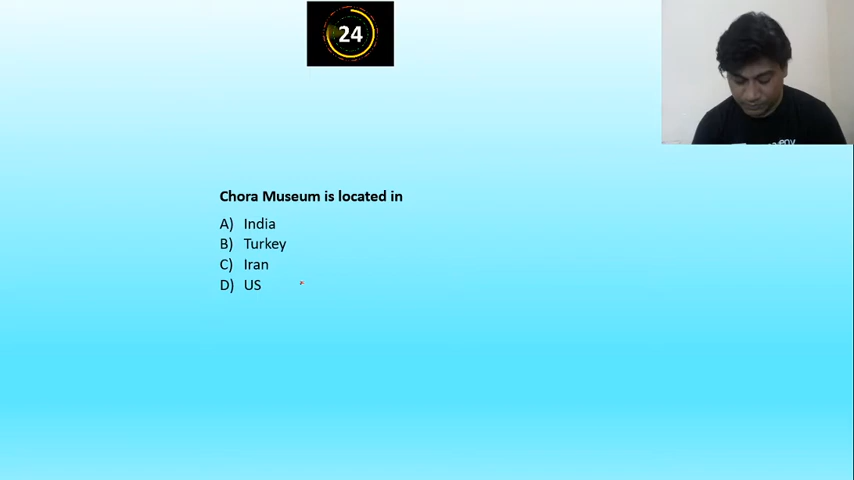 24
Chora Museum is located in
A) India
B) Turkey
C) Iran
D) US